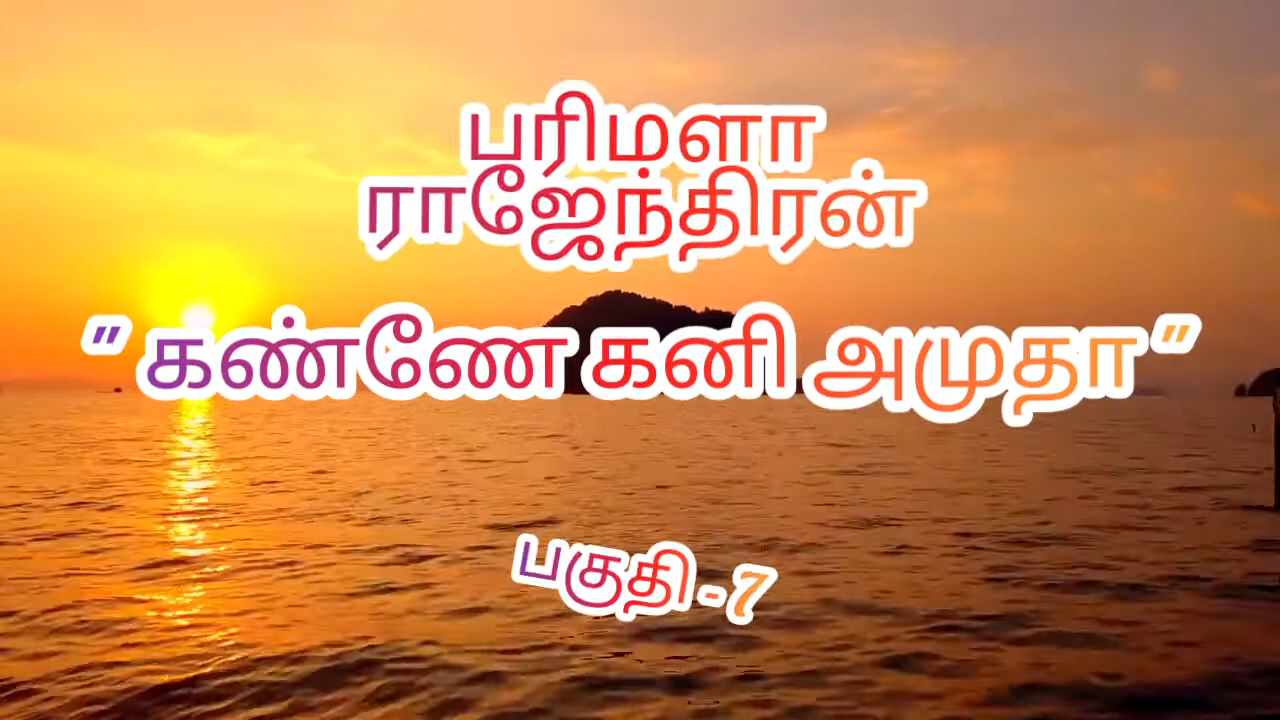 பரிமளா
ராஜேந்திரன்
" கண்ணே கனி அமுதா "
பகுதி - 7